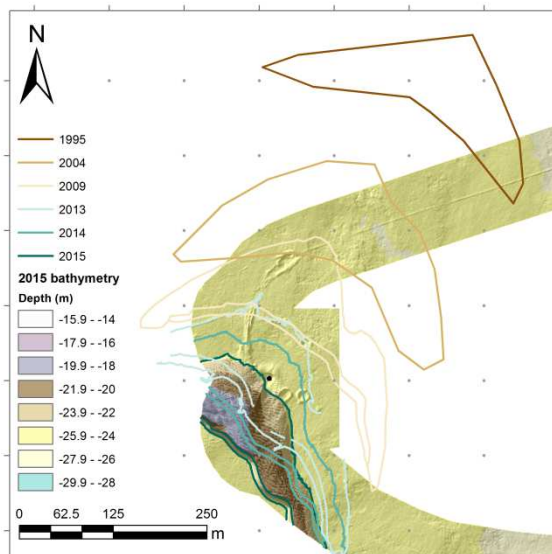 N
1995
2004
2009
2013
2014
2015
2015 bathymetry
Depth (m)
-15.9 - -14
-17.9 - -16
-19.9 - -18
-21.9 - -20
-23.9 - -22
-25.9 - -24
-27.9 - -26
-29.9 - -28
0 62.5 125 250
m